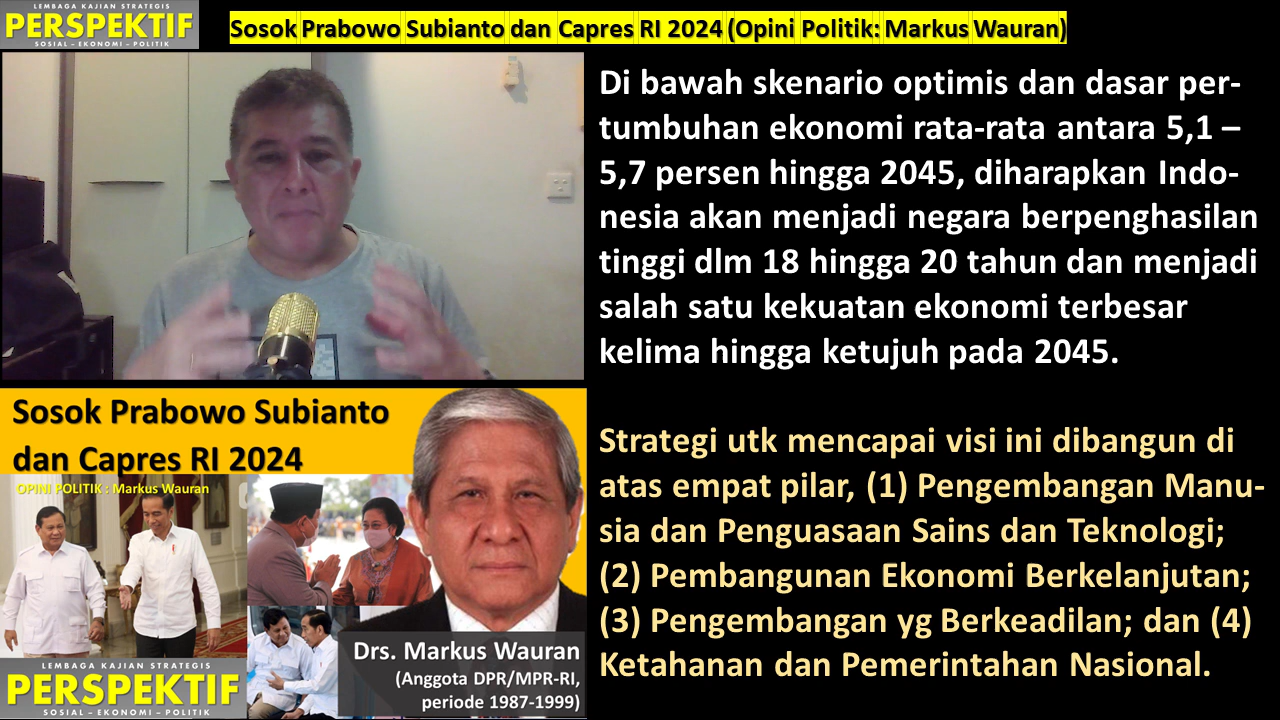 LEMBAGA KAJIAN STRATEGIS
PERSPEKTIF
SOSIAL – EKONOMI – POLITIK
Sosok Prabowo Subianto dan Capres RI 2024 (Opini Politik: Markus Wauran)
Di bawah skenario optimis dan dasar per-
tumbuhan ekonomi rata-rata antara 5,1 –
5,7 persen hingga 2045, diharapkan Indo-
nesia akan menjadi negara berpenghasilan
tinggi dlm 18 hingga 20 tahun dan menjadi
salah satu kekuatan ekonomi terbesar
kelima hingga ketujuh pada 2045.
Strategi utk mencapai visi ini dibangun di
atas empat pilar, (1) Pengembangan Manu-
sia dan Penguasaan Sains dan Teknologi;
(2) Pembangunan Ekonomi Berkelanjutan;
(3) Pengembangan yg Berkeadilan; dan (4)
Ketahanan dan Pemerintahan Nasional.
Sosok Prabowo Subianto
dan Capres RI 2024
OPINI POLITIK : Markus Wauran
Drs. Markus Wauran
(Anggota DPR/MPR-RI,
periode 1987-1999)
LEMBAGA KAJIAN STRATEGIS
PERSPEKTIF
SOSIAL – EKONOMI – POLITIK